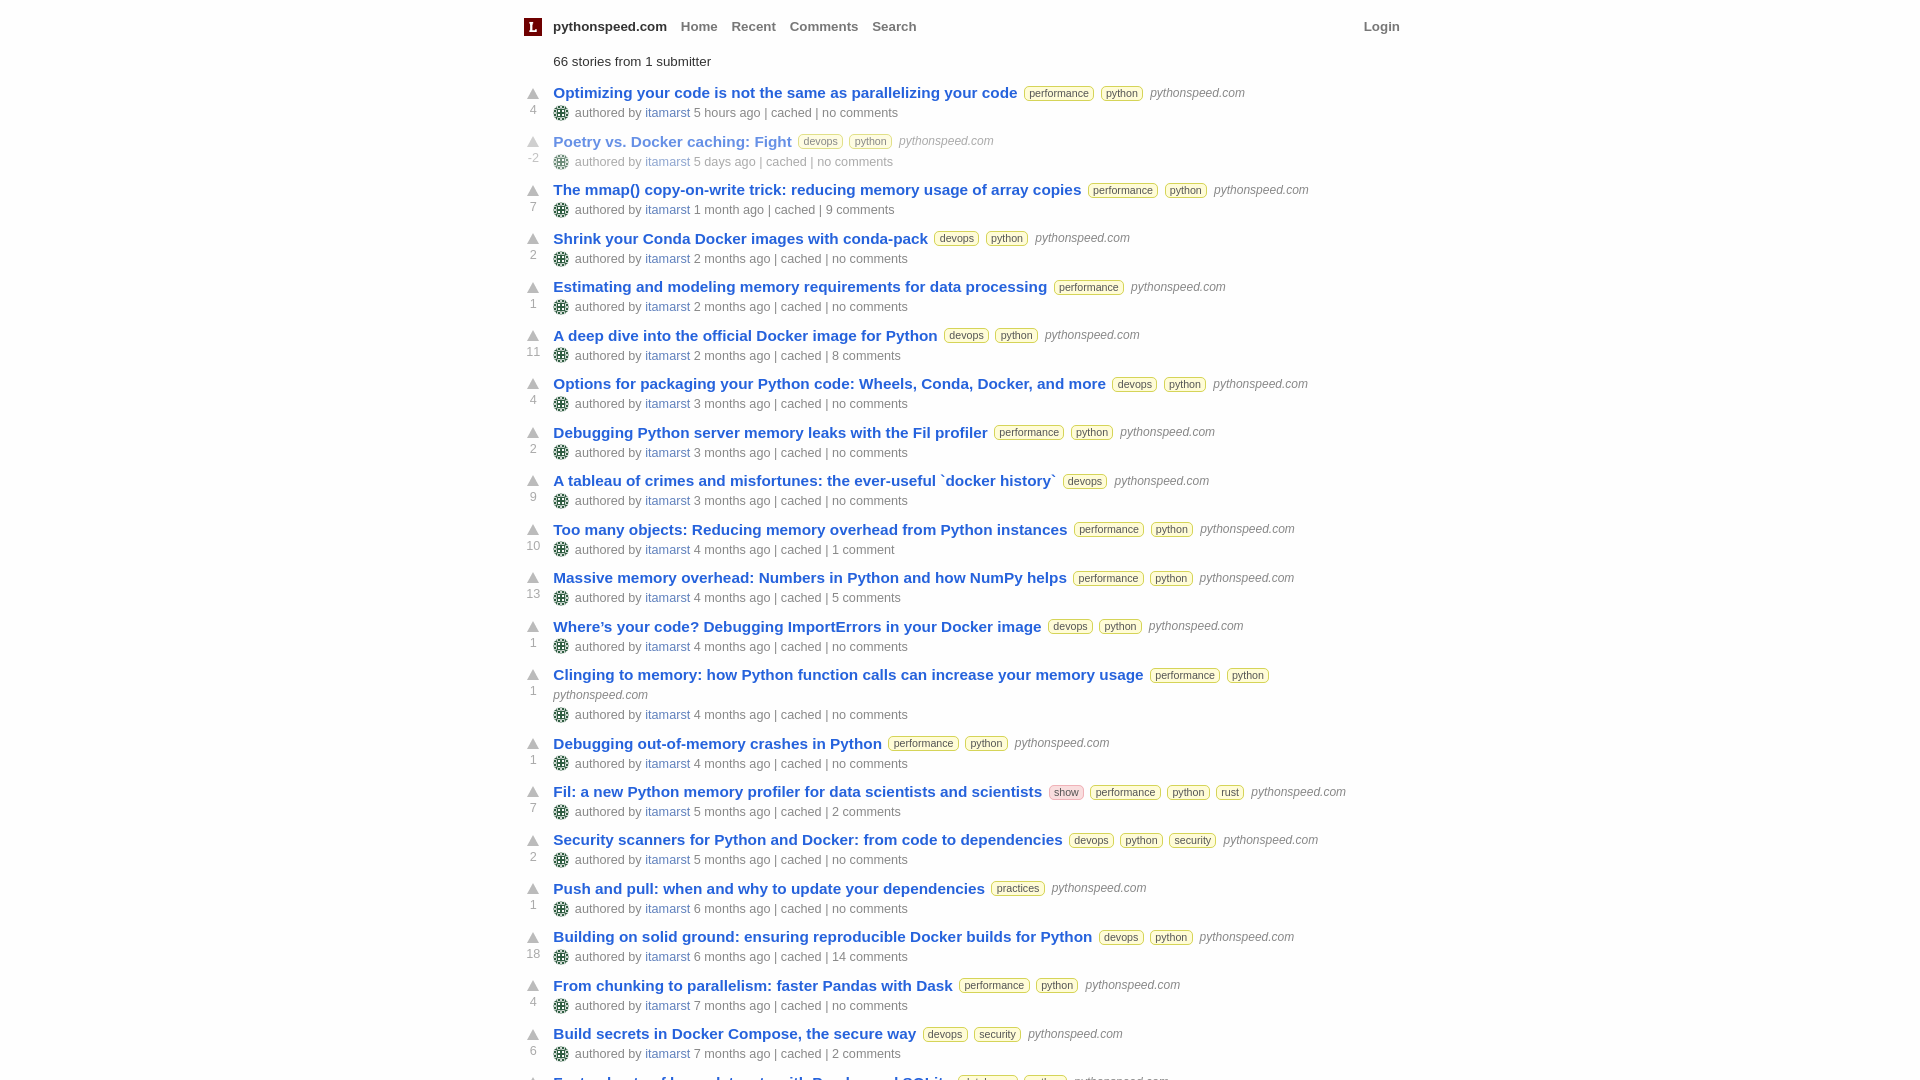 L pythonspeed.com Home Recent Comments Search Login
66 stories from 1 submitter
Optimizing your code is not the same as parallelizing your code performance python pythonspeed.com
4 authored by itamarst 5 hours ago | cached | no comments
Poetry vs. Docker caching: Fight devops python pythonspeed.com
-2 authored by itamarst 5 days ago | cached | no comments
The mmap() copy-on-write trick: reducing memory usage of array copies performance python pythonspeed.com
7 authored by itamarst 1 month ago | cached | 9 comments
Shrink your Conda Docker images with conda-pack devops python pythonspeed.com
2 authored by itamarst 2 months ago | cached | no comments
Estimating and modeling memory requirements for data processing performance pythonspeed.com
1 authored by itamarst 2 months ago | cached | no comments
A deep dive into the official Docker image for Python devops python pythonspeed.com
11 authored by itamarst 2 months ago | cached | 8 comments
Options for packaging your Python code: Wheels, Conda, Docker, and more devops python pythonspeed.com
4 authored by itamarst 3 months ago | cached | no comments
Debugging Python server memory leaks with the Fil profiler performance python pythonspeed.com
2 authored by itamarst 3 months ago | cached | no comments
A tableau of crimes and misfortunes: the ever-useful `docker history` devops pythonspeed.com
9 authored by itamarst 3 months ago | cached | no comments
Too many objects: Reducing memory overhead from Python instances performance python pythonspeed.com
10 authored by itamarst 4 months ago | cached | 1 comment
Massive memory overhead: Numbers in Python and how NumPy helps performance python pythonspeed.com
13 authored by itamarst 4 months ago | cached | 5 comments
Where’s your code? Debugging ImportErrors in your Docker image devops python pythonspeed.com
1 authored by itamarst 4 months ago | cached | no comments
Clinging to memory: how Python function calls can increase your memory usage performance python
1 pythonspeed.com
authored by itamarst 4 months ago | cached | no comments
Debugging out-of-memory crashes in Python performance python pythonspeed.com
1 authored by itamarst 4 months ago | cached | no comments
Fil: a new Python memory profiler for data scientists and scientists show performance python rust pythonspeed.com
7 authored by itamarst 5 months ago | cached | 2 comments
Security scanners for Python and Docker: from code to dependencies devops python security pythonspeed.com
2 authored by itamarst 5 months ago | cached | no comments
Push and pull: when and why to update your dependencies practices pythonspeed.com
1 authored by itamarst 6 months ago | cached | no comments
Building on solid ground: ensuring reproducible Docker builds for Python devops python pythonspeed.com
18 authored by itamarst 6 months ago | cached | 14 comments
From chunking to parallelism: faster Pandas with Dask performance python pythonspeed.com
4 authored by itamarst 7 months ago | cached | no comments
Build secrets in Docker Compose, the secure way devops security pythonspeed.com
6 authored by itamarst 7 months ago | cached | 2 comments